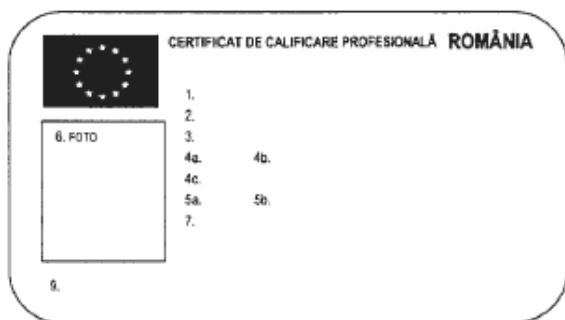 CERTIFICAT DE CALIFICARE PROFESIONALĂ ROMÂNIA
1.
2.
6. FOTO
3.
4a. 4b.
4c.
5a. 5b.
7.
9.